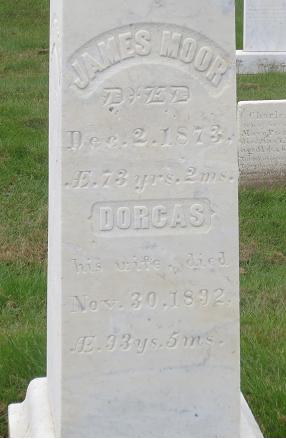 JAMES MOOR
DIED
Dec. 2. 1873,
Æ. 73 yrs. 2 ms.
DORCAS
his wife, died
Nov. 30. 1892.
Æ. 93 ys. 5 ms.
Charle